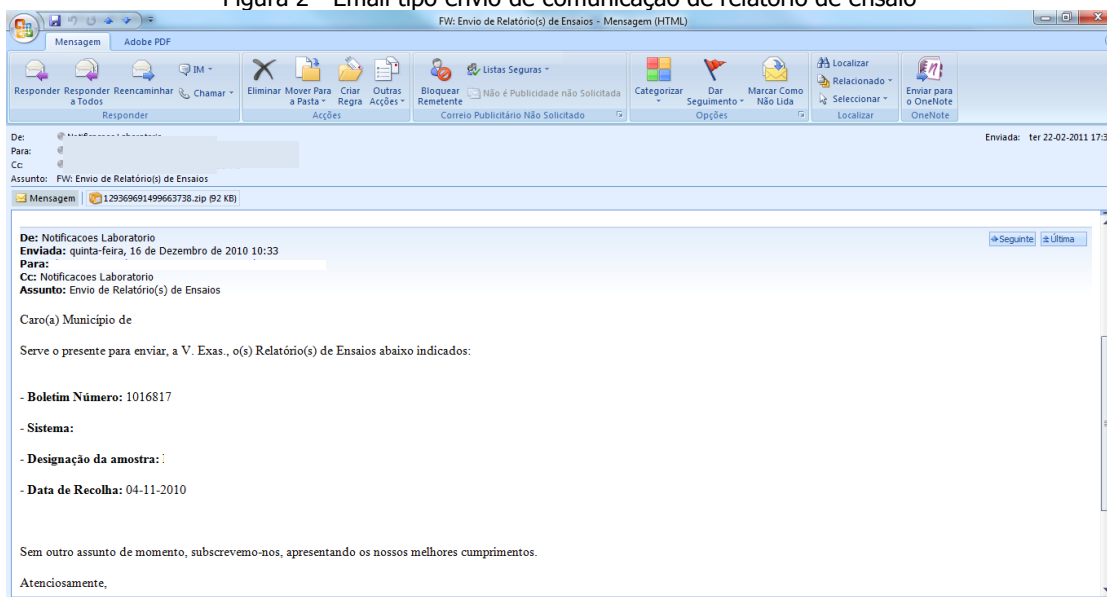 Figura 2 - Email tipo envio de comunicação de relatório de ensaio
FW: Envio de Relatório(s) de Ensaios - Mensagem (HTML)
Mensagem Adobe PDF
Responder Responder a Todos Reencaminhar IM Chamar
Eliminar Mover Para a Pasta Criar Regra Outras Acções
Bloquear Remetente Listas Seguras Não é Publicidade não Solicitada
Categorizar Dar Seguimento Marcar Como Não Lida
Localizar Relacionado Seleccionar
Enviar para o OneNote
Responder Acções Correio Publicitário Não Solicitado Opções Localizar OneNote
De: Enviada: ter 22-02-2011 17:3
Para:
Cc:
Assunto: FW: Envio de Relatório(s) de Ensaios
Mensagem 129369691499663738.zip (92 KB)
De: Notificacoes Laboratorio Seguinte Última
Enviada: quinta-feira, 16 de Dezembro de 2010 10:33
Para:
Cc: Notificacoes Laboratorio
Assunto: Envio de Relatório(s) de Ensaios
Caro(a) Município de
Serve o presente para enviar, a V. Exas., o(s) Relatório(s) de Ensaios abaixo indicados:
- Boletim Número: 1016817
- Sistema:
- Designação da amostra:
- Data de Recolha: 04-11-2010
Sem outro assunto de momento, subscrevemo-nos, apresentando os nossos melhores cumprimentos.
Atenciosamente,